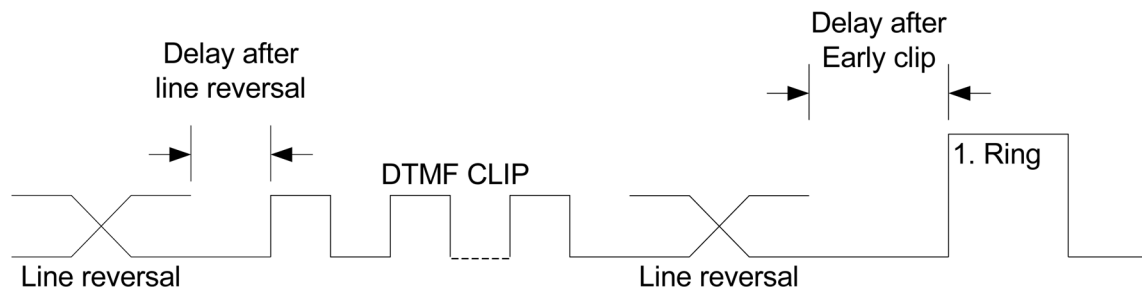 Delay after
line reversal
Delay after
Early clip
DTMF CLIP
1. Ring
Line reversal
Line reversal